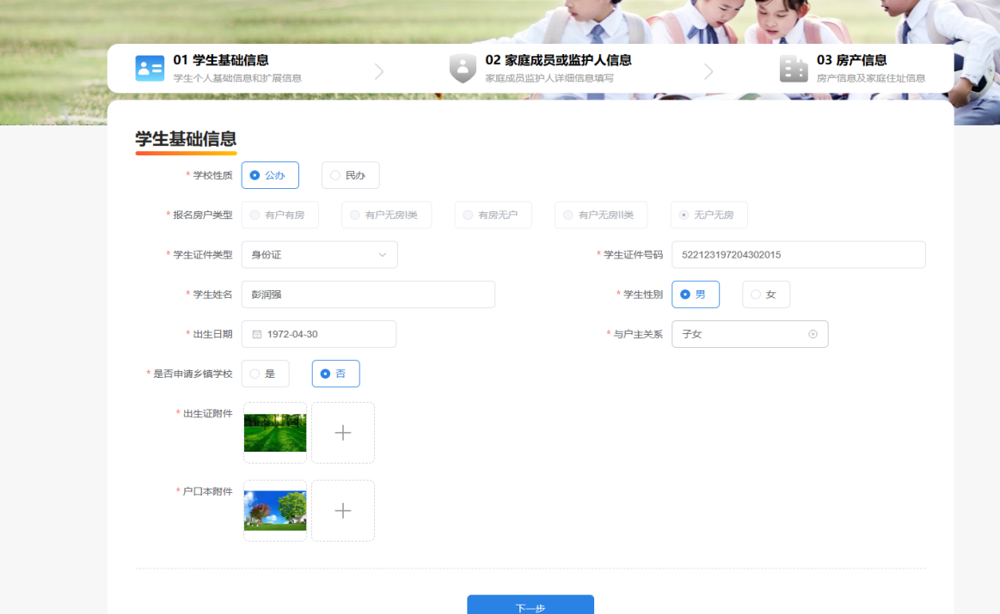 01 学生基础信息
学生个人基础信息和扩展信息
02 家庭成员或监护人信息
家庭成员监护人详细信息填写
03 房产信息
房产信息及家庭住址信息
学生基础信息
* 学校性质 公办 民办
* 报名房户类型 有户有房 有户无房I类 有房无户 有户无房II类 无户无房
* 学生证件类型 身份证 * 学生证件号码 522123197204302015
* 学生姓名 彭润强 * 学生性别 男 女
* 出生日期 1972-04-30 * 与户主关系 子女
* 是否申请乡镇学校 是 否
* 出生证附件
* 户口本附件
下一步